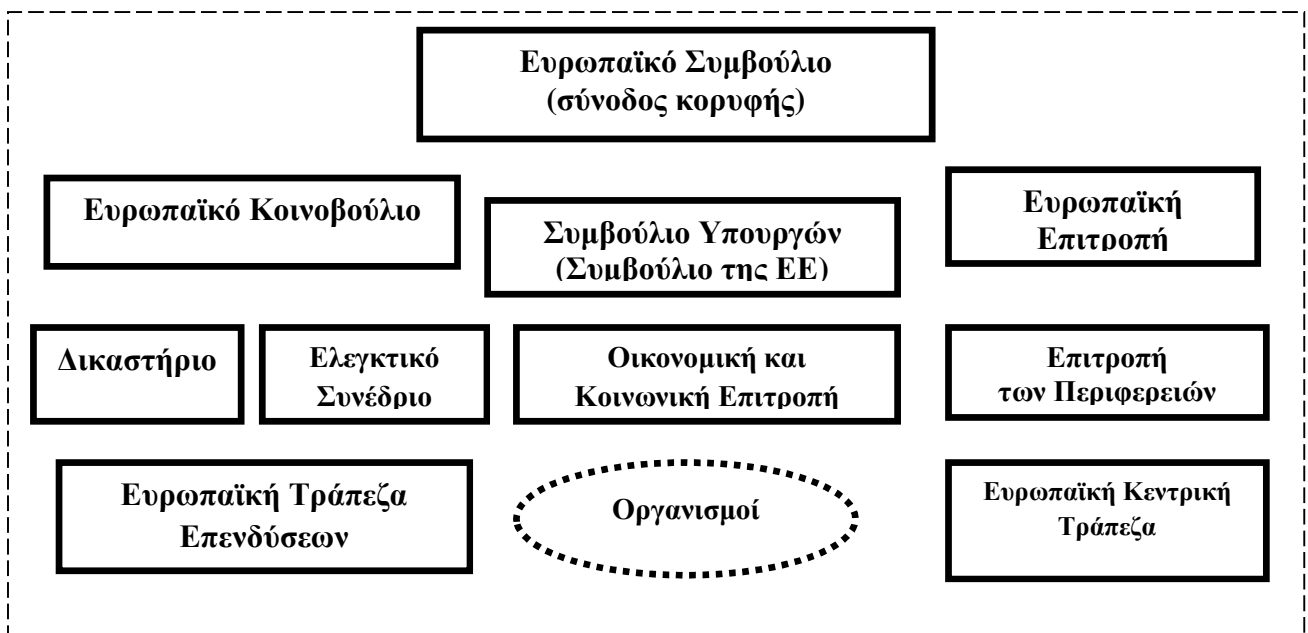 Ευρωπαϊκό Συμβούλιο
(σύνοδος κορυφής)
Ευρωπαϊκό Κοινοβούλιο
Συμβούλιο Υπουργών
(Συμβούλιο της ΕΕ)
Ευρωπαϊκή
Επιτροπή
Δικαστήριο
Ελεγκτικό
Συνέδριο
Οικονομική και
Κοινωνική Επιτροπή
Επιτροπή
των Περιφερειών
Ευρωπαϊκή Τράπεζα
Επενδύσεων
Οργανισμοί
Ευρωπαϊκή Κεντρική
Τράπεζα